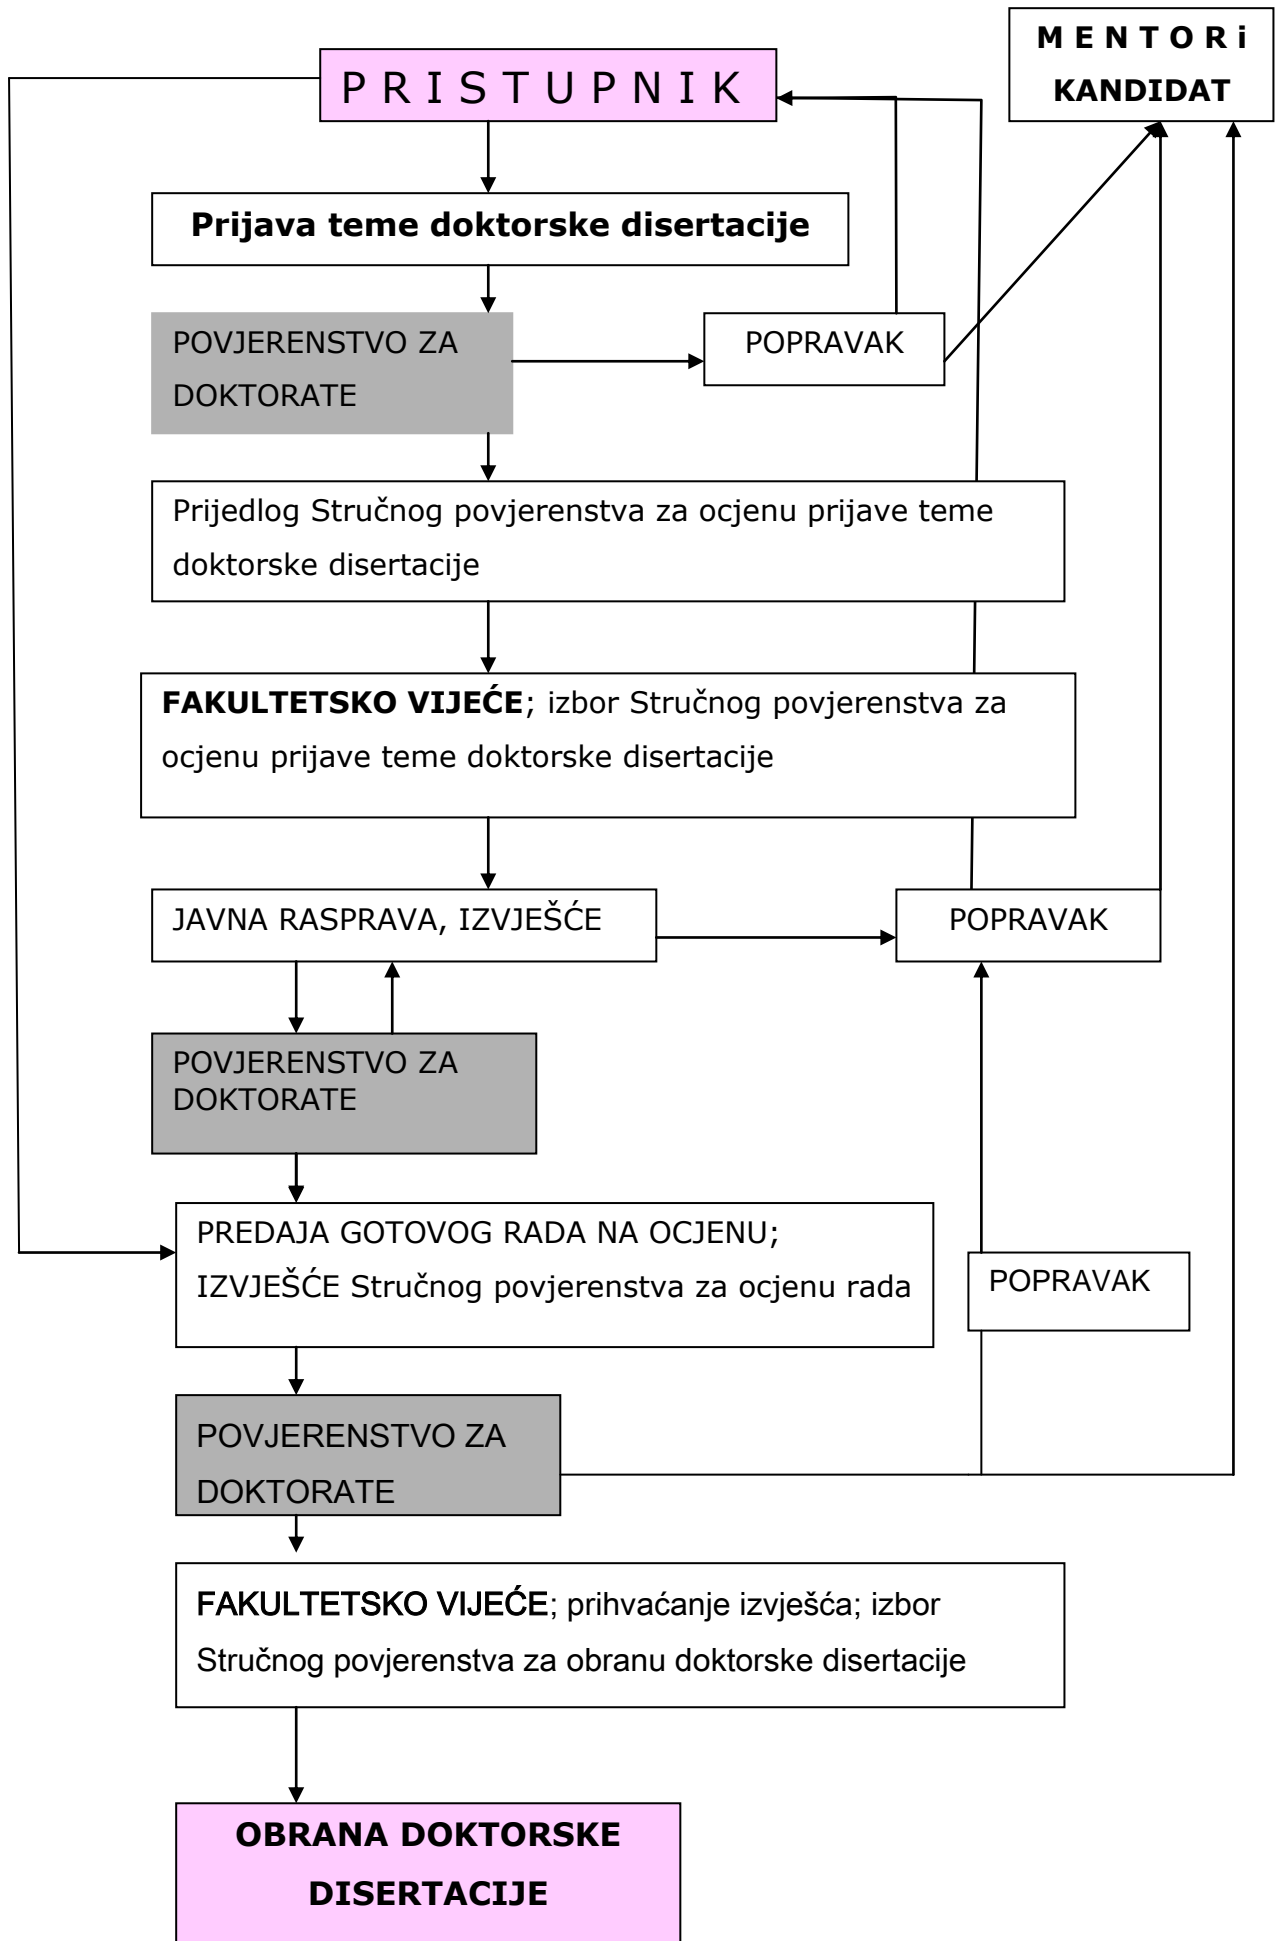 M E N T O R i
KANDIDAT
P R I S T U P N I K
Prijava teme doktorske disertacije
POVJERENSTVO ZA
DOKTORATE
POPRAVAK
Prijedlog Stručnog povjerenstva za ocjenu prijave teme
doktorske disertacije
FAKULTETSKO VIJEĆE; izbor Stručnog povjerenstva za
ocjenu prijave teme doktorske disertacije
JAVNA RASPRAVA, IZVJEŠĆE
POPRAVAK
POVJERENSTVO ZA
DOKTORATE
PREDAJA GOTOVOG RADA NA OCJENU;
IZVJEŠĆE Stručnog povjerenstva za ocjenu rada
POPRAVAK
POVJERENSTVO ZA
DOKTORATE
FAKULTETSKO VIJEĆE; prihvaćanje izvješća; izbor
Stručnog povjerenstva za obranu doktorske disertacije
OBRANA DOKTORSKE
DISERTACIJE